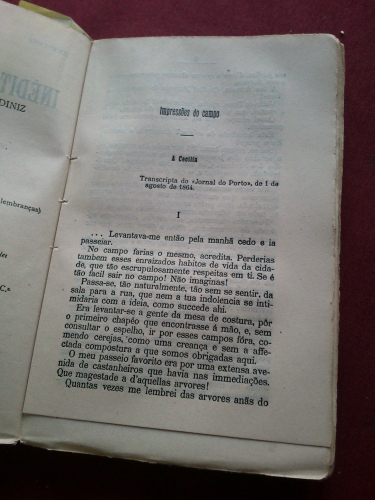 INÉDIT
DINIZ
lembranças)
des
C.ª
Impressões do campo
A Cecilia
Transcripto do «Jornal do Porto», de 1 de
agosto de 1864.
I
... Levantava-me então pela manhã cedo e ia
passeiar.
No campo farias o mesmo, acredita. Perderias
tambem esses enraizados habitos de vida da cida-
de, que tão escrupulosamente respeitas em ti. Se é
tão facil sair no campo! Não imaginas!
Passa-se, tão naturalmente, tão sem se sentir, da
sala para a rua, que nem a tua indolencia se inti-
midaria com a ideia, como succede ahi.
Era levantar-se a gente da mesa de costura, pôr
o primeiro chapéo que encontrasse á mão, e, sem
consultar o espelho, ir por esses campos fóra, co-
mendo cerejas, como uma creança e sem a affe-
ctada compostura a que somos obrigadas aqui.
O meu passeio favorito era por uma extensa ave-
nida de castanheiros que havia nas immediações.
Que magestade a d'aquellas arvores!
Quantas vezes me lembrei das arvores anãs do